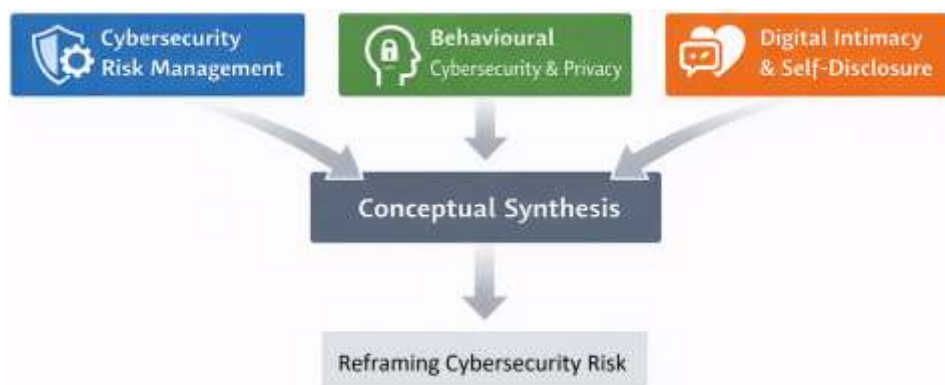 Cybersecurity
Risk Management
Behavioural
Cybersecurity & Privacy
Digital Intimacy
& Self-Disclosure
Conceptual Synthesis
Reframing Cybersecurity Risk